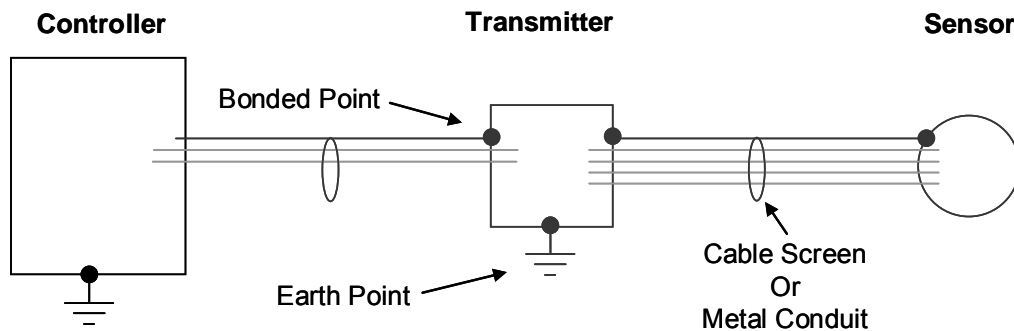 Controller
Transmitter
Sensor
Bonded Point
Cable Screen
Or
Metal Conduit
Earth Point